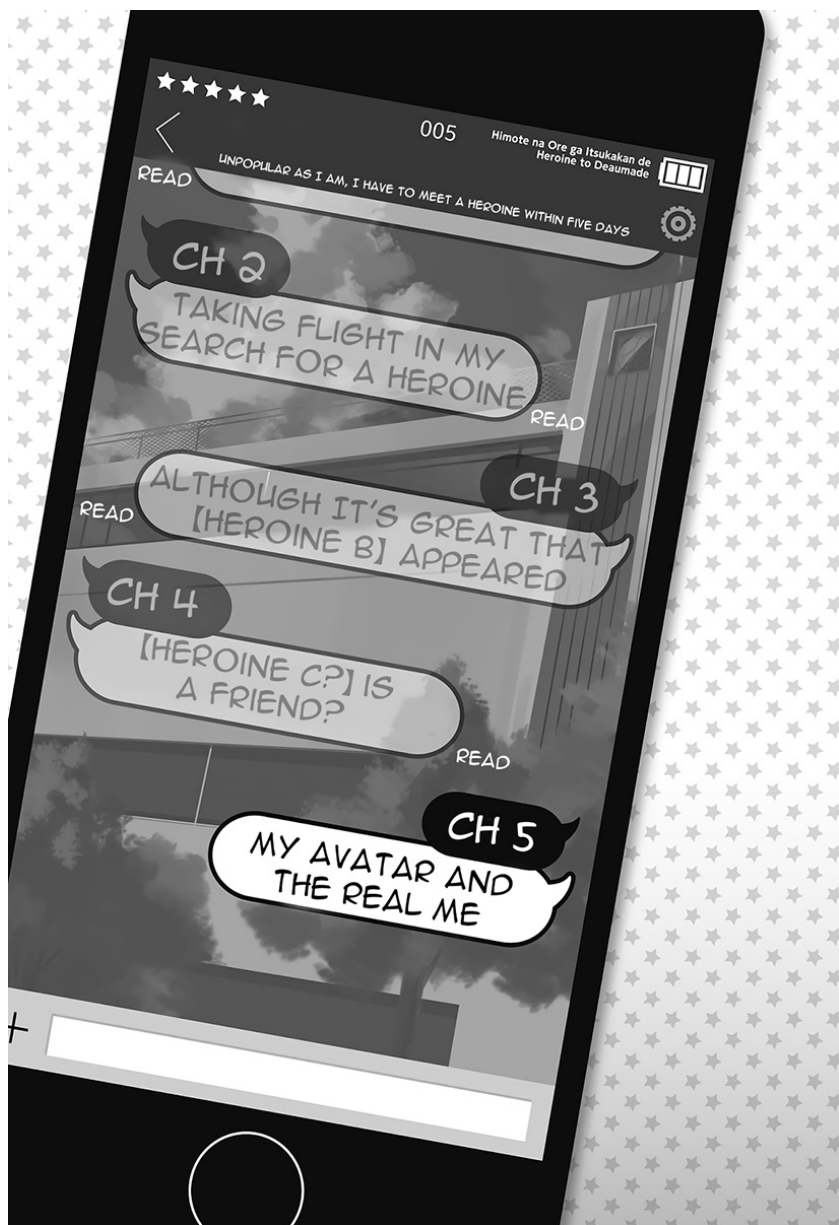 ★★★★★
005
Himote na Ore ga Itsukakan de
Heroine to Deaumade
UNPOPULAR AS I AM, I HAVE TO MEET A HEROINE WITHIN FIVE DAYS
READ
CH 2
TAKING FLIGHT IN MY
SEARCH FOR A HEROINE
READ
CH 3
ALTHOUGH IT'S GREAT THAT
【HEROINE B】 APPEARED
READ
CH 4
【HEROINE C?】 IS
A FRIEND?
READ
CH 5
MY AVATAR AND
THE REAL ME
+